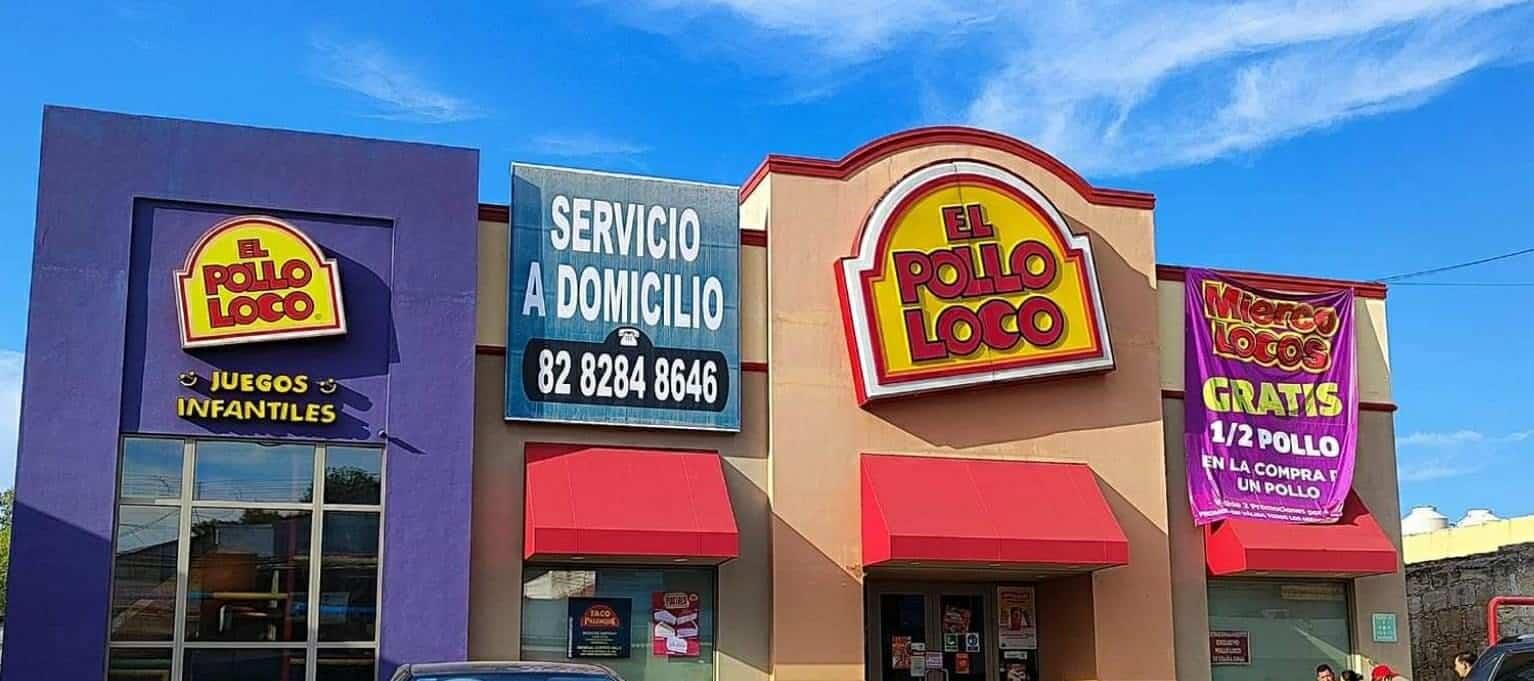 EL
POLLO
LOCO
JUEGOS
INFANTILES
SERVICIO
A DOMICILIO
82 8284 8646
EL
POLLO
LOCO
Mierco
LOCOS
GRATIS
1/2 POLLO
EN LA COMPRA
UN POLLO
TACO
PALENQUE